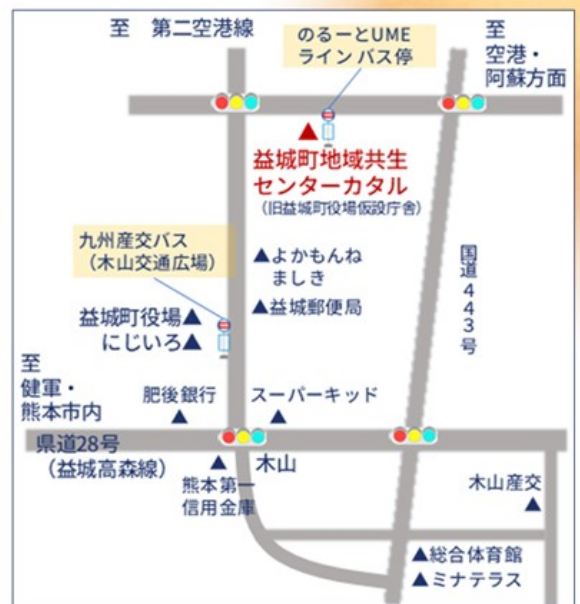 至　第二空港線
のるーとUME
ライン バス停
至
空港・
阿蘇方面
益城町地域共生
センターカタル
（旧益城町役場仮設庁舎）
九州産交バス
（木山交通広場）
▲よかもんね
ましき
▲益城郵便局
国道443号
益城町役場▲
にじいろ▲
至
健軍・
熊本市内
肥後銀行
スーパーキッド
県道28号
（益城高森線）
木山
熊本第一
信用金庫
木山産交
▲総合体育館
▲ミナテラス